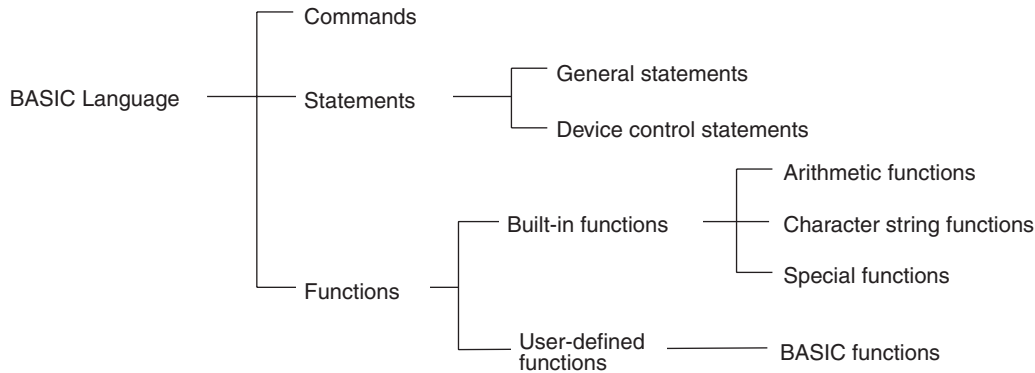 Commands
BASIC Language
Statements
General statements
Device control statements
Functions
Built-in functions
Arithmetic functions
Character string functions
Special functions
User-defined
functions
BASIC functions